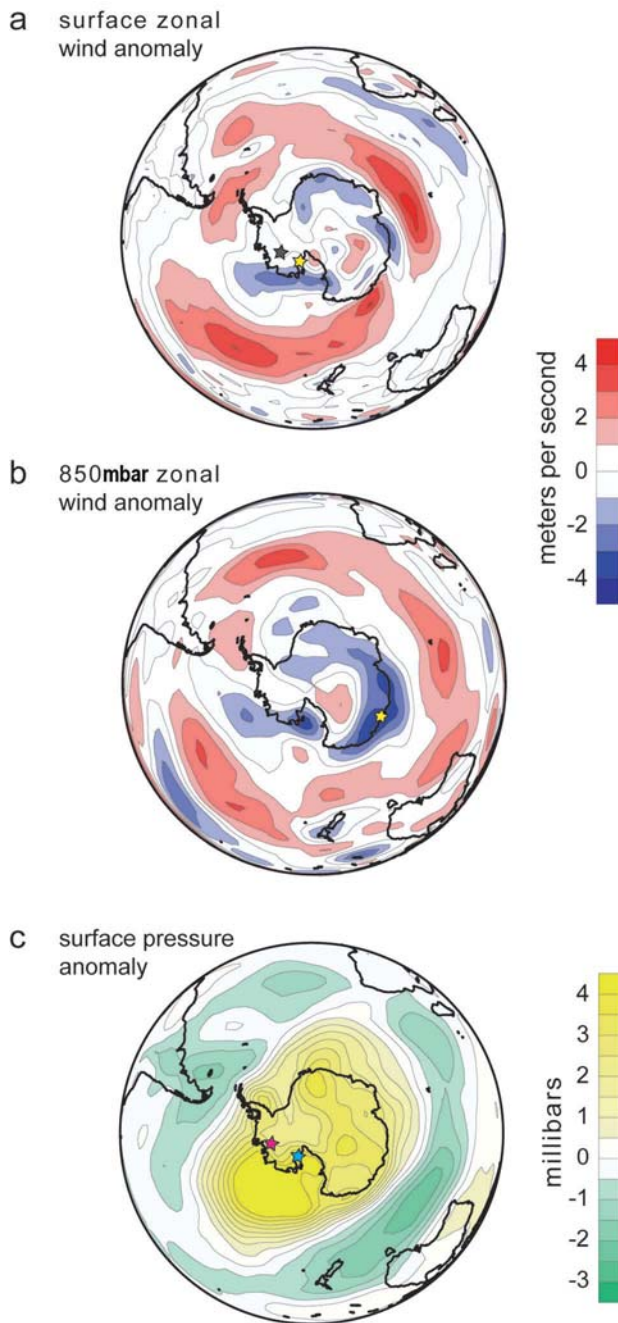 a
surface zonal
wind anomaly
4
2
0
-2
-4
meters per second
b
850mbar zonal
wind anomaly
c
surface pressure
anomaly
4
3
2
1
0
-1
-2
-3
millibars